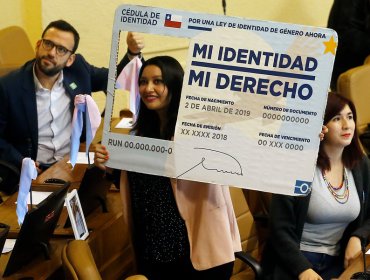 CÉDULA DE
IDENTIDAD
POR UNA LEY DE IDENTIDAD DE GÉNERO AHORA
MI IDENTIDAD
MI DERECHO
FECHA DE NACIMIENTO
2 DE ABRIL DE 2019
NÚMERO DE DOCUMENTO
0000000000
FECHA DE EMISIÓN
XX XXXX 2018
FECHA DE VENCIMIENTO
00 XXX 0000
RUN 00.000.000-0